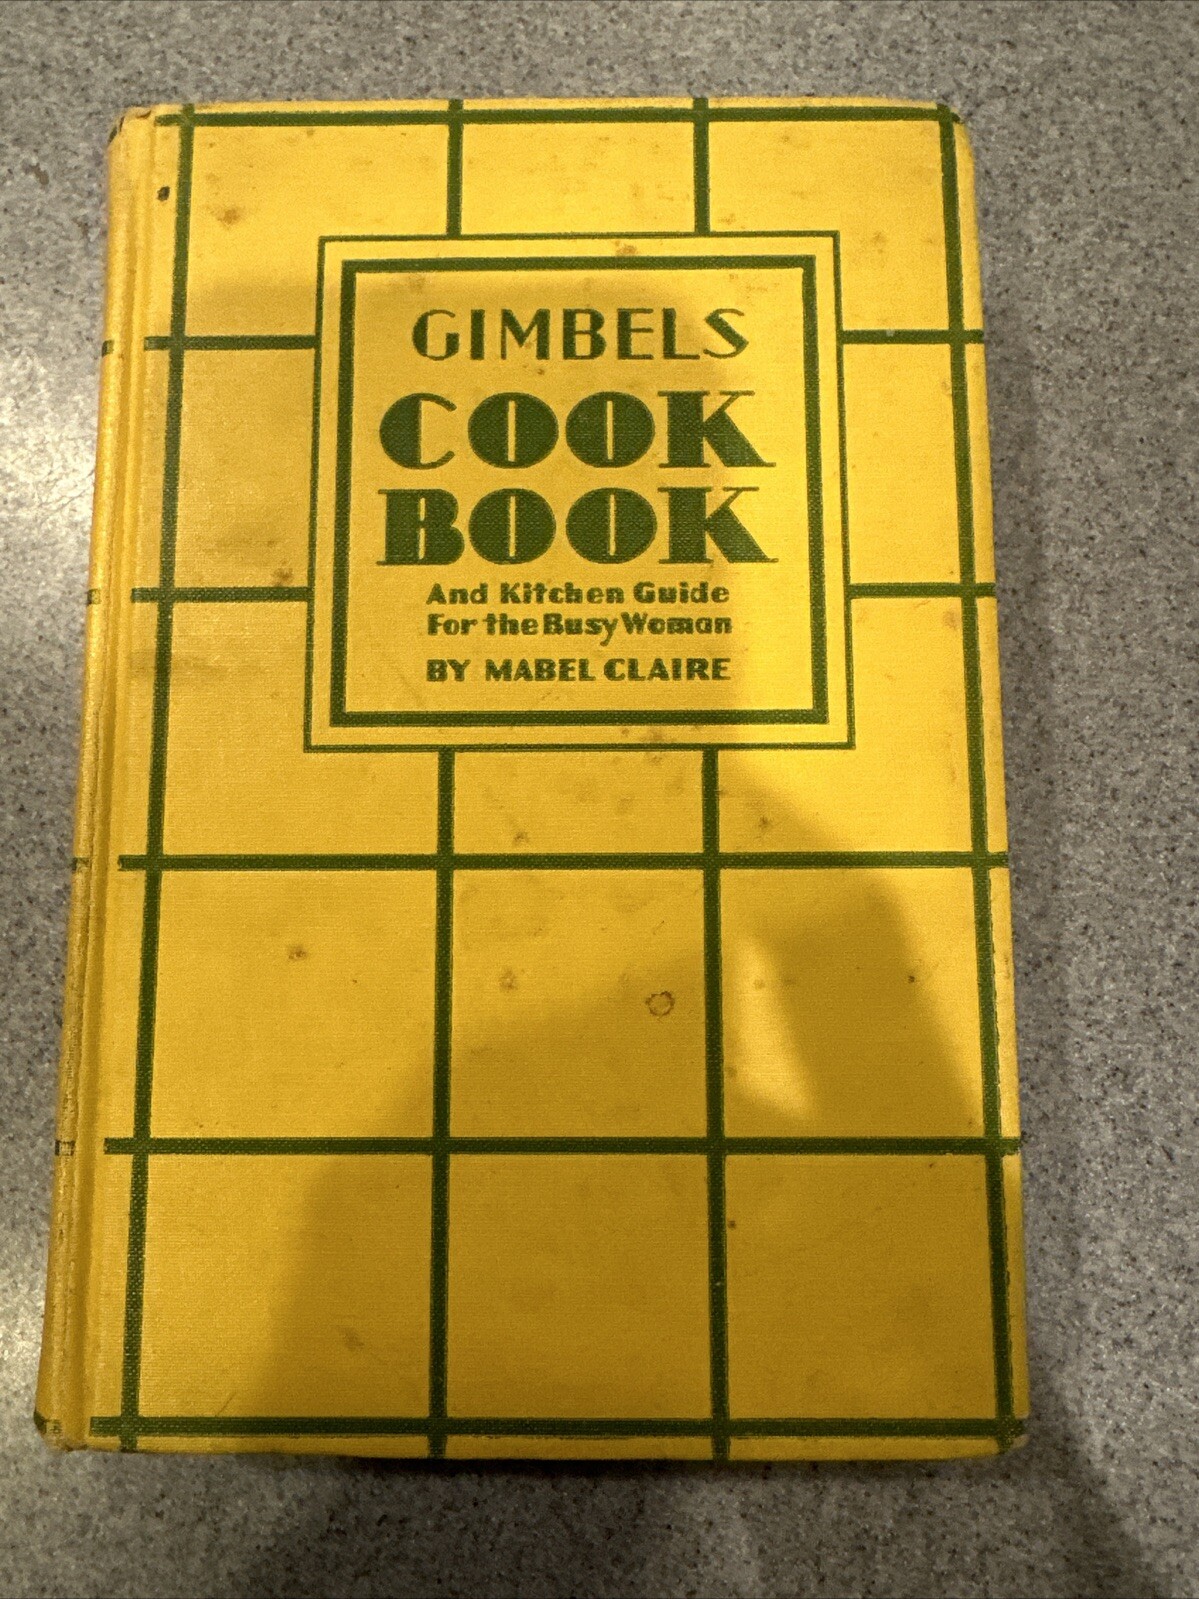 GIMBELS
COOK
BOOK
And Kitchen Guide
For the Busy Woman
BY MABEL CLAIRE